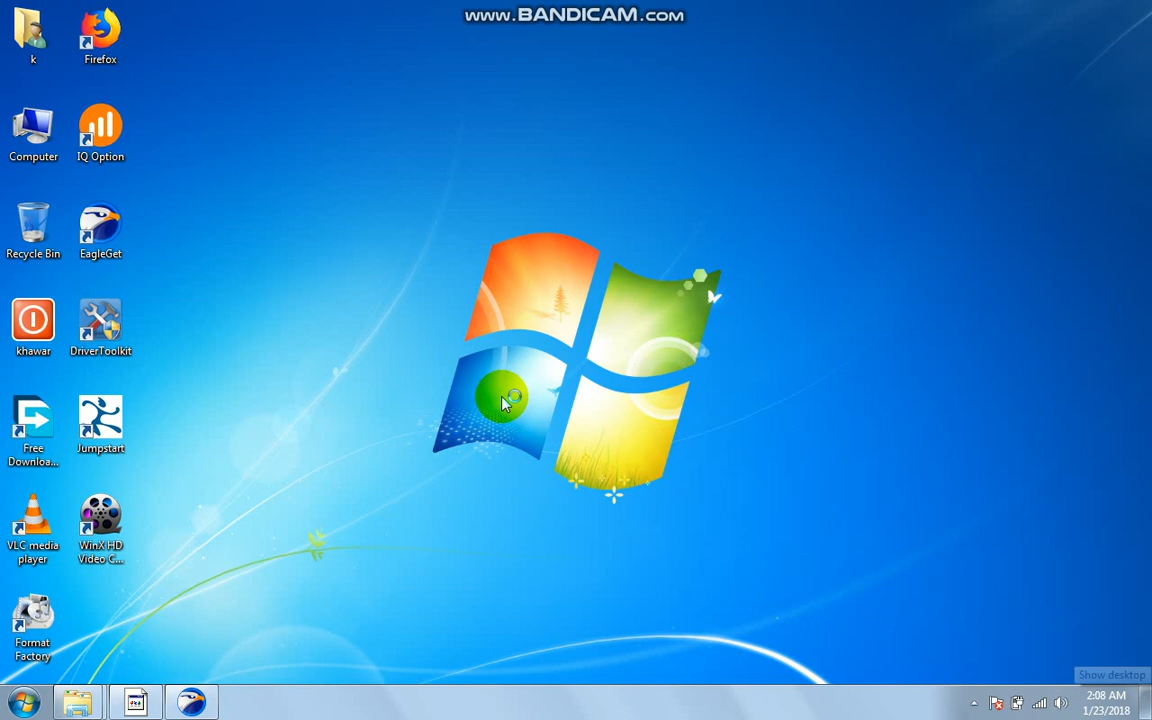 www.BANDICAM.com
k
Firefox
Computer
IQ Option
Recycle Bin
EagleGet
khawar
DriverToolkit
Free
Downloa...
Jumpstart
VLC media
player
WinX HD
Video C...
Format
Factory
Show desktop
2:08 AM
1/23/2018